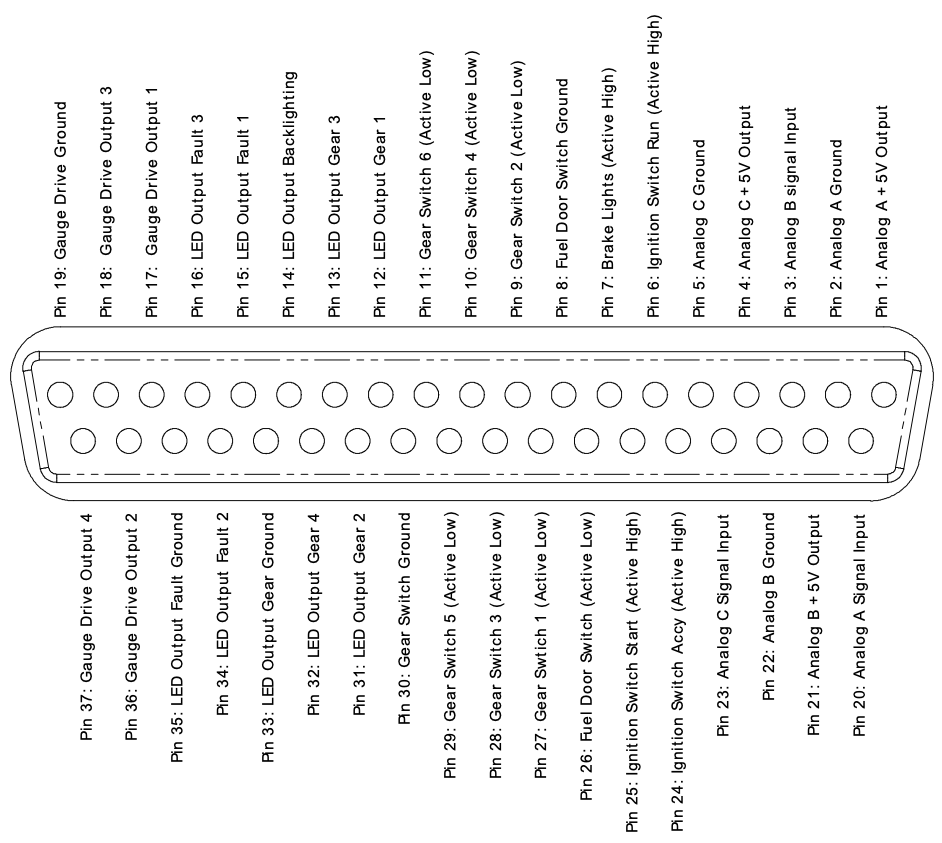 Pin 19: Gauge Drive Ground
Pin 18: Gauge Drive Output 3
Pin 17: Gauge Drive Output 1
Pin 16: LED Output Fault 3
Pin 15: LED Output Fault 1
Pin 14: LED Output Backlighting
Pin 13: LED Output Gear 3
Pin 12: LED Output Gear 1
Pin 11: Gear Switch 6 (Active Low)
Pin 10: Gear Switch 4 (Active Low)
Pin 9: Gear Switch 2 (Active Low)
Pin 8: Fuel Door Switch Ground
Pin 7: Brake Lights (Active High)
Pin 6: Ignition Switch Run (Active High)
Pin 5: Analog C Ground
Pin 4: Analog C + 5V Output
Pin 3: Analog B signal Input
Pin 2: Analog A Ground
Pin 1: Analog A + 5V Output
Pin 37: Gauge Drive Output 4
Pin 36: Gauge Drive Output 2
Pin 35: LED Output Fault Ground
Pin 34: LED Output Fault 2
Pin 33: LED Output Gear Ground
Pin 32: LED Output Gear 4
Pin 31: LED Output Gear 2
Pin 30: Gear Switch Ground
Pin 29: Gear Switch 5 (Active Low)
Pin 28: Gear Switch 3 (Active Low)
Pin 27: Gear Swtich 1 (Active Low)
Pin 26: Fuel Door Switch (Active Low)
Pin 25: Ignition Switch Start (Active High)
Pin 24: Ignition Switch Accy (Active High)
Pin 23: Analog C Signal Input
Pin 22: Analog B Ground
Pin 21: Analog B + 5V Output
Pin 20: Analog A Signal Input